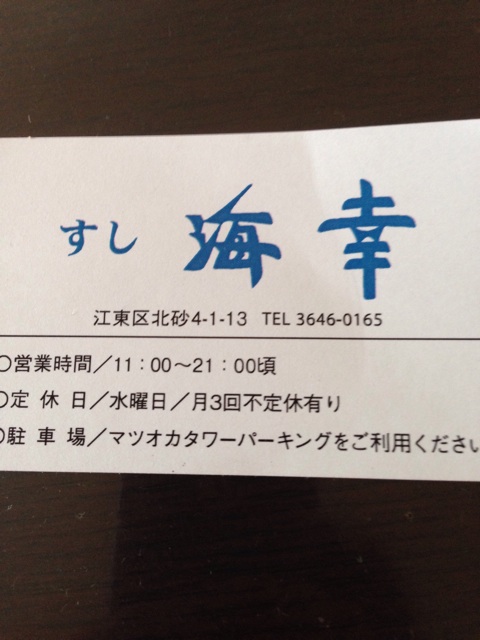 すし 海幸
江東区北砂4-1-13 TEL 3646-0165
○営業時間/11:00〜21:00頃
○定休日/水曜日/月3回不定休有り
○駐車場/マツオカタワーパーキングをご利用ください